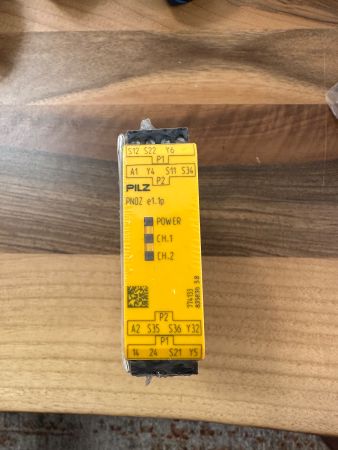 S12 S22 Y6
P1
A1 Y4 S11 S34
P2
PILZ
PNOZ e1.1p
POWER
CH.1
CH.2
774133
P2
A2 S35 S36 Y32
P1
14 24 S21 Y5